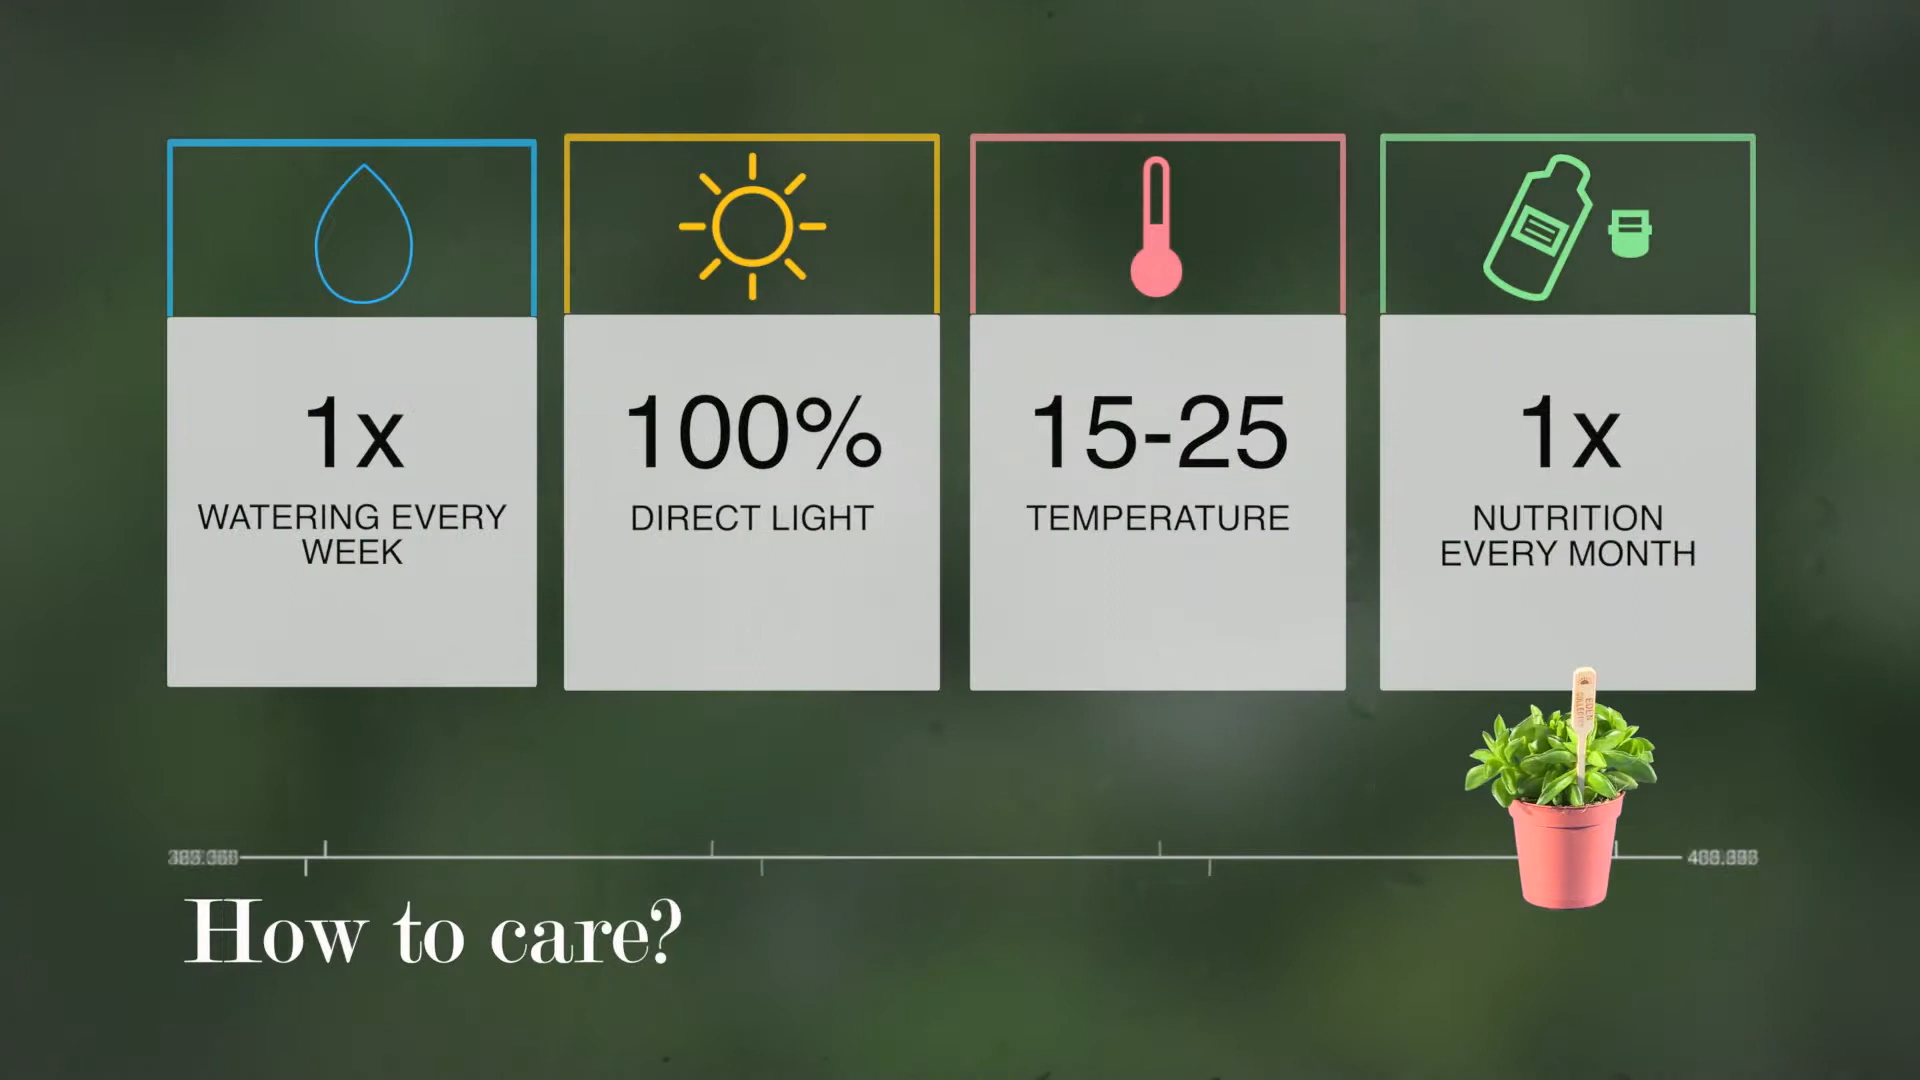 1x
WATERING EVERY
WEEK
100%
DIRECT LIGHT
15-25
TEMPERATURE
1x
NUTRITION
EVERY MONTH
How to care?